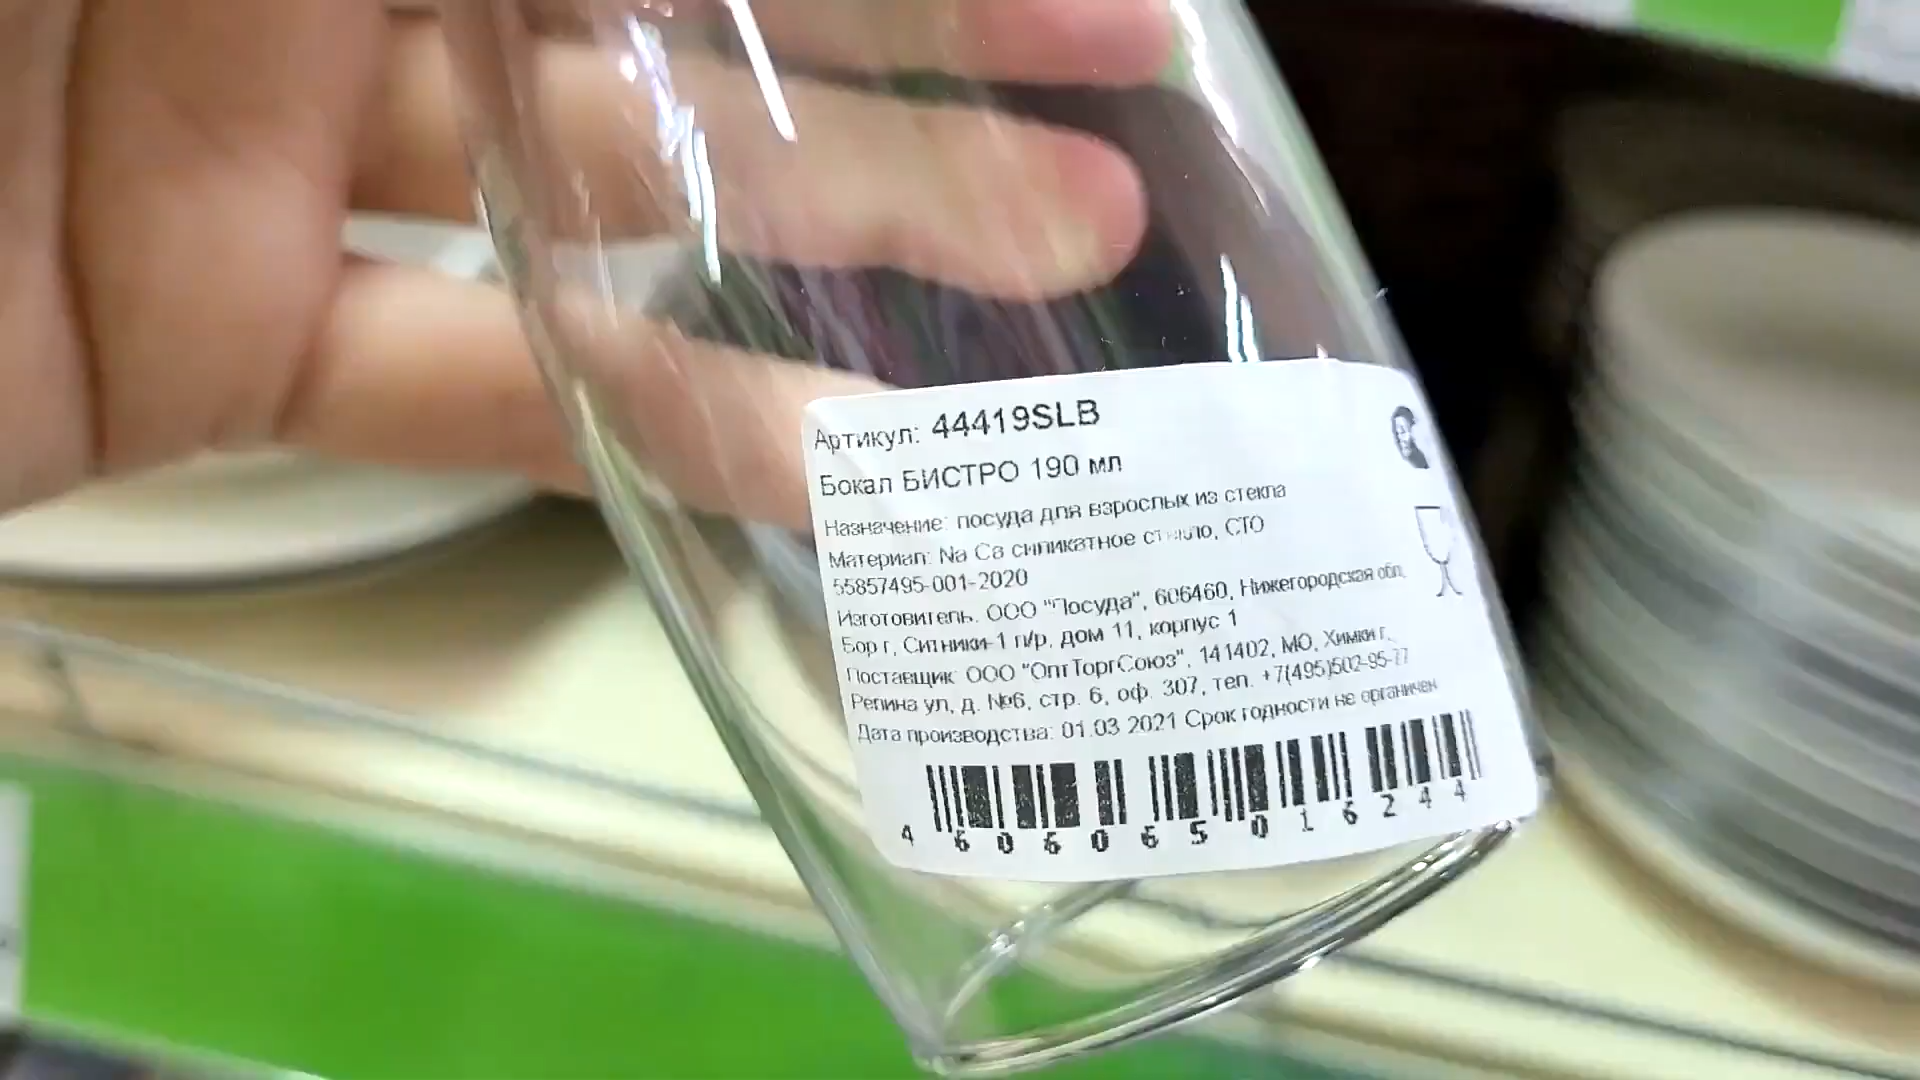 Артикул: 44419SLB
Бокал БИСТРО 190 мл
Назначение: посуда для взрослых из стекла
Материал: Na Ca силикатное стекло, СТО
55857495-001-2020
Изготовитель: ООО "Посуда", 606460, Нижегородская обл,
Бор г, Ситники-1 п/р, дом 11, корпус 1
Поставщик: ООО "ОптТоргСоюз", 141402, МО, Химки г,
Репина ул, д. №6, стр. 6, оф. 307, тел. +7(495)502-95-77
Дата производства: 01.03 2021 Срок годности не ограничен
4 606065 016244